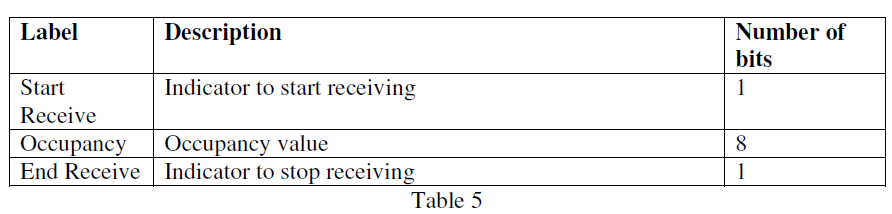 Label Description Number of
bits
Start Indicator to start receiving 1
Receive
Occupancy Occupancy value 8
End Receive Indicator to stop receiving 1
Table 5